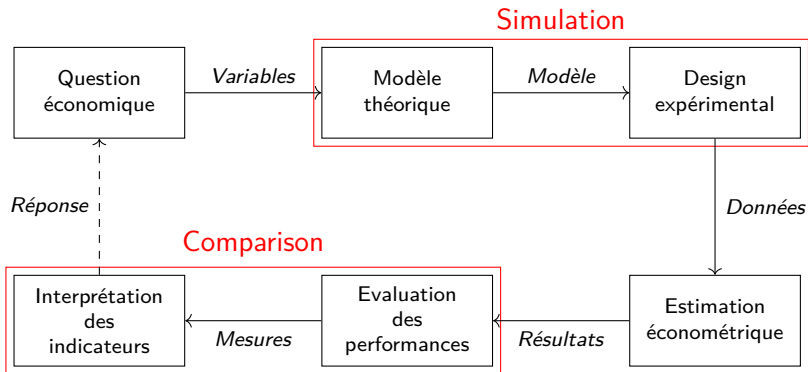 Simulation
Question
économique
Variables
Modèle
théorique
Modèle
Design
expérimental
Réponse
Données
Comparison
Interprétation
des
indicateurs
Mesures
Evaluation
des
performances
Résultats
Estimation
économétrique